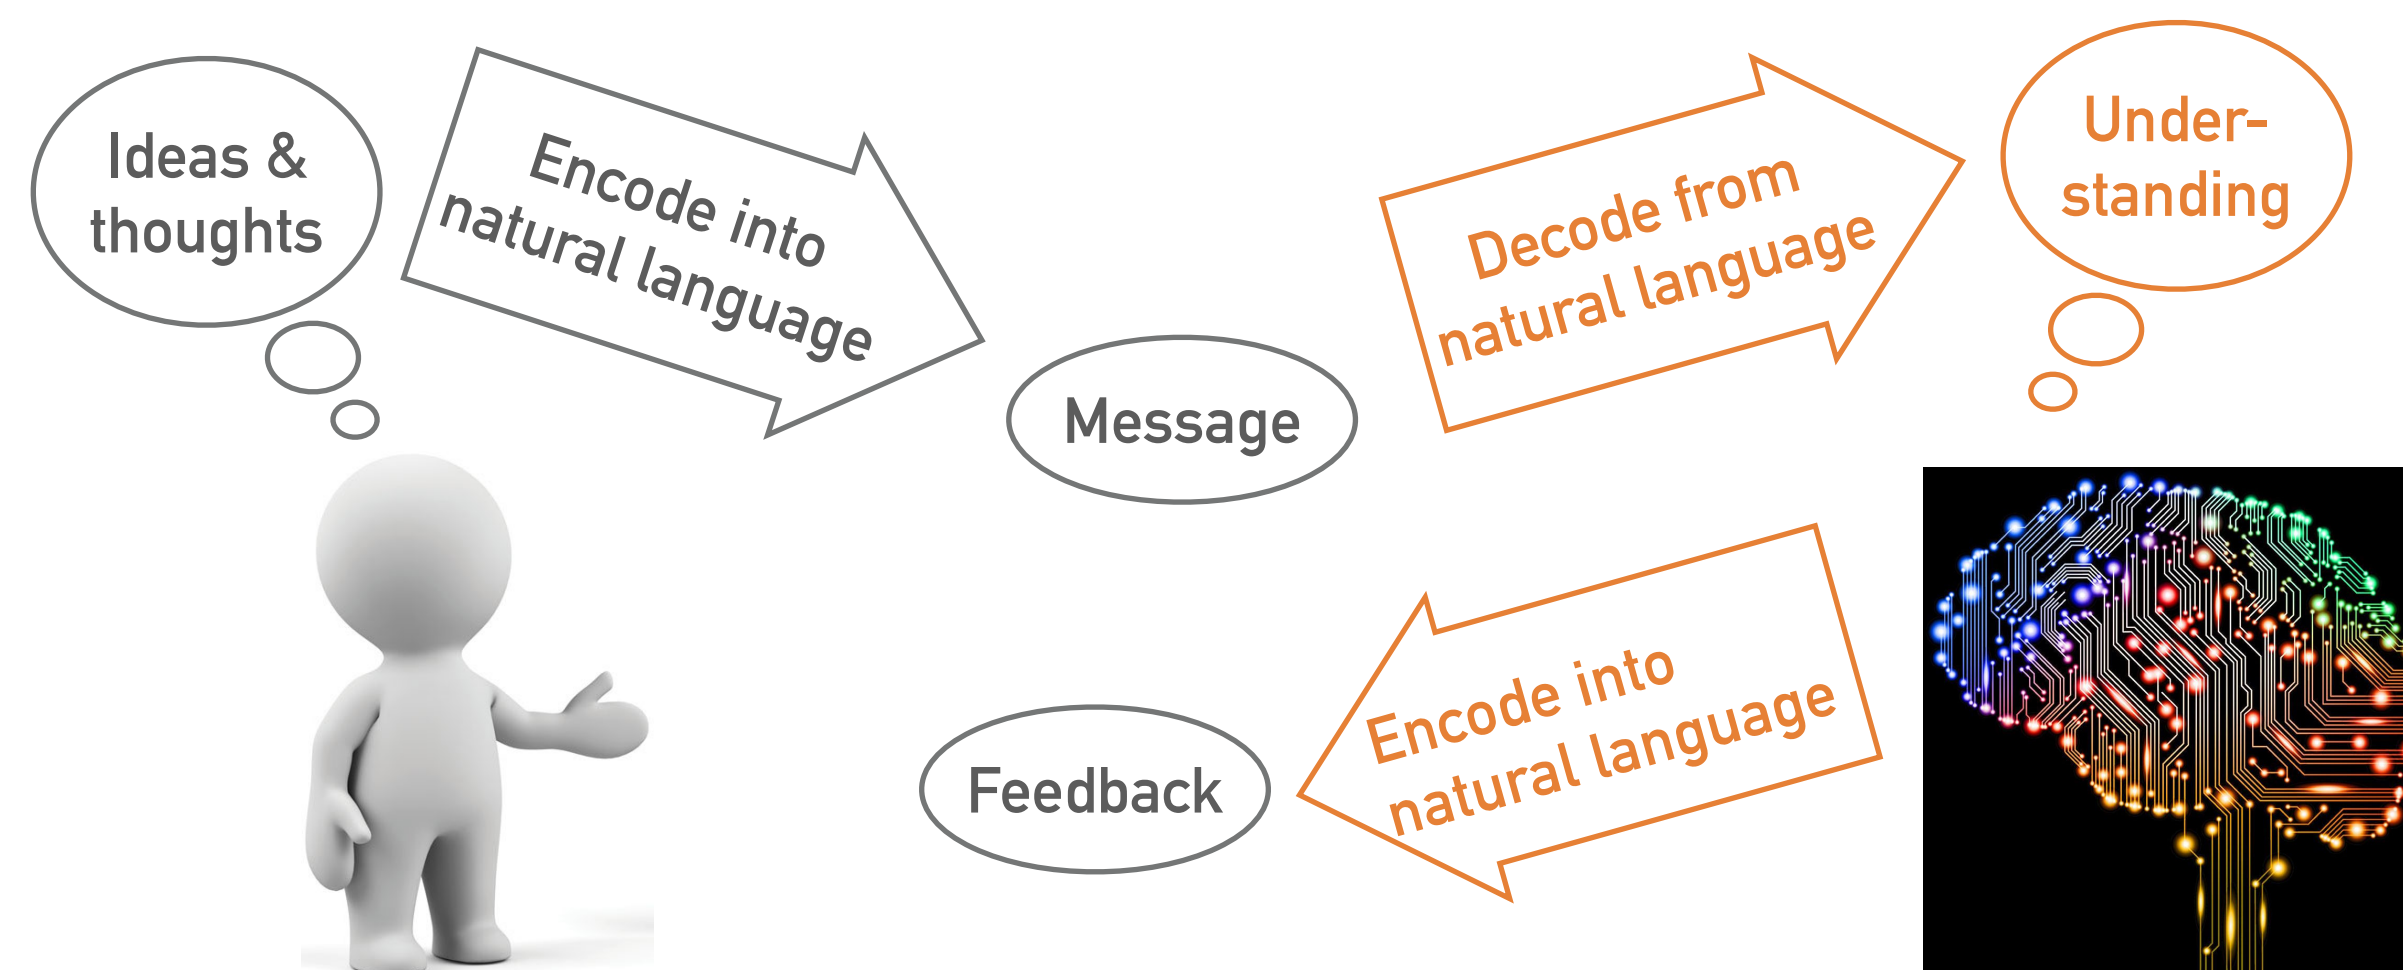 Ideas &
thoughts
Encode into
natural language
Message
Decode from
natural language
Under-
standing
Encode into
natural language
Feedback